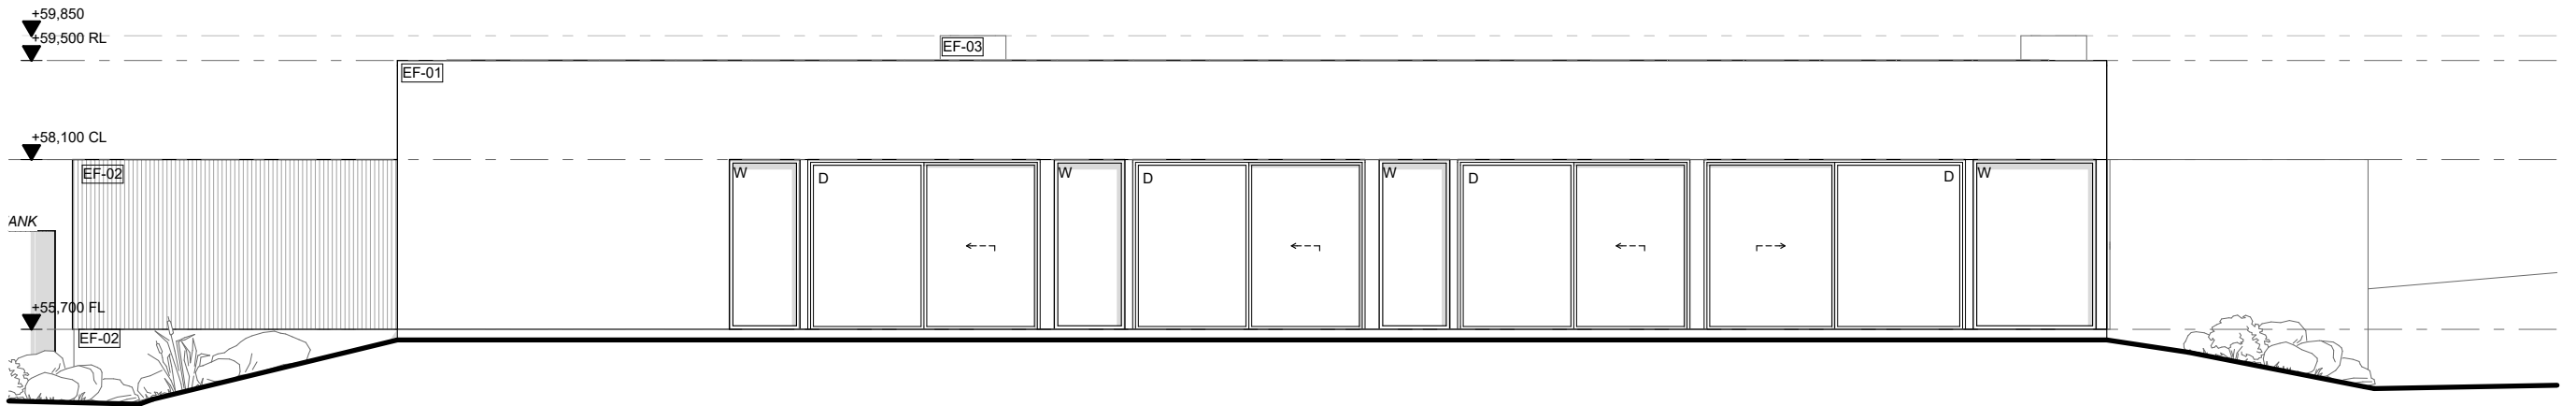 +59,850
+59,500 RL
EF-03
EF-01
+58,100 CL
EF-02
W
D
W
D
W
D
D
W
ANK
+55,700 FL
EF-02